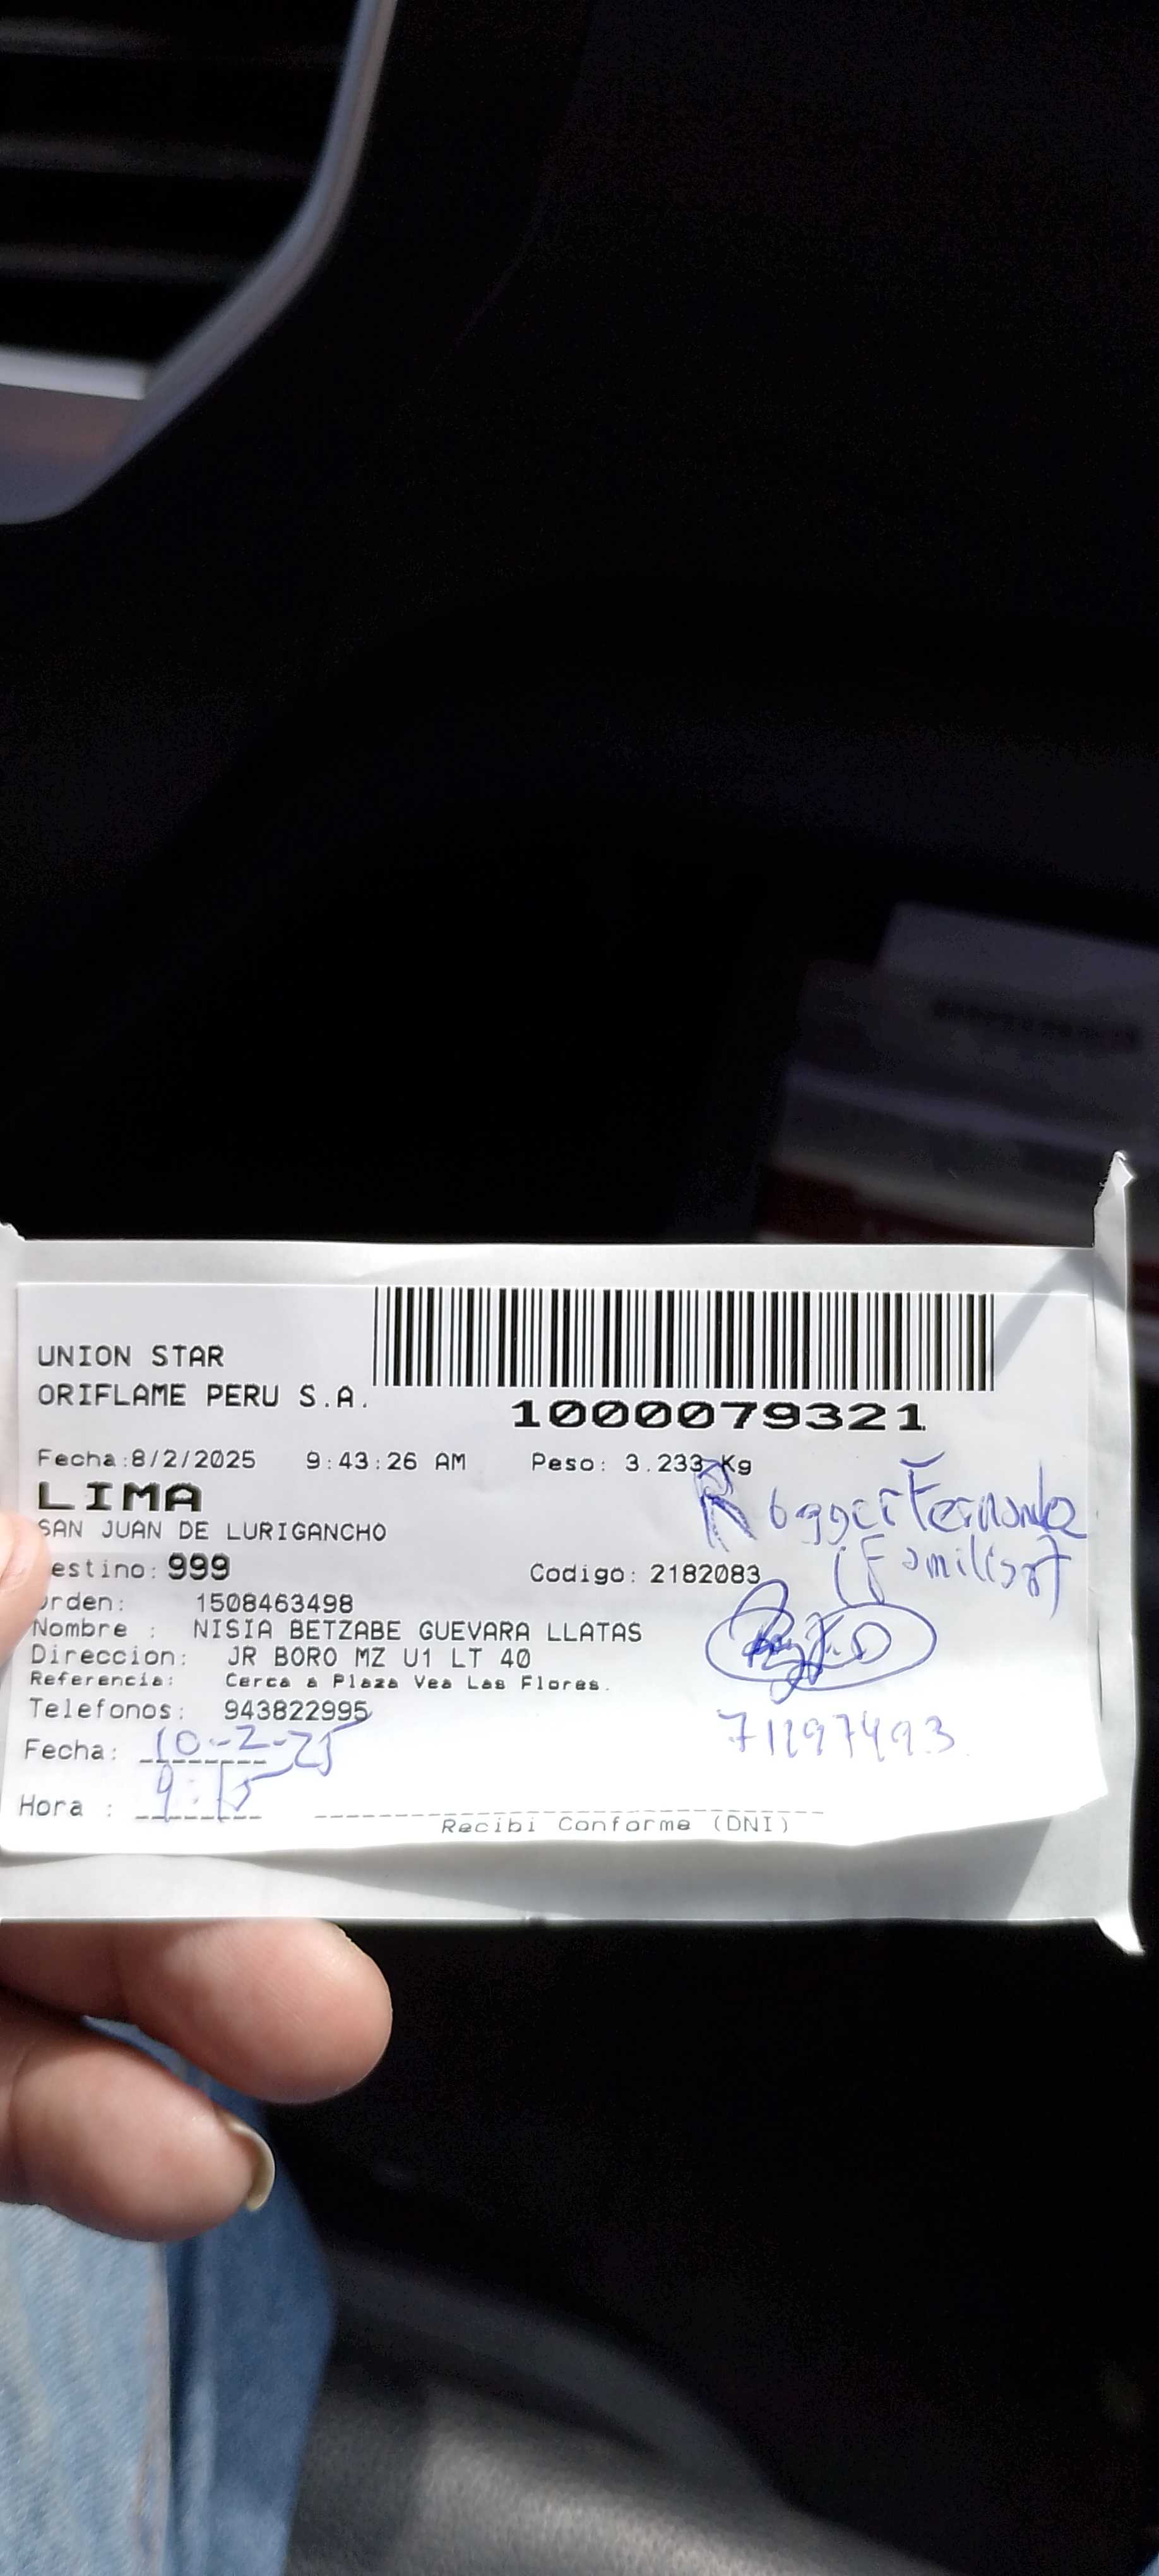 UNION STAR
ORIFLAME PERU S.A.
1000079321
Fecha:8/2/2025 9:43:26 AM Peso: 3.233 Kg
LIMA
SAN JUAN DE LURIGANCHO
estino: 999 Codigo: 2182083
rden: 1508463498
Nombre : NISIA BETZABE GUEVARA LLATAS
Direccion: JR BORO MZ U1 LT 40
Referencia: Cerca a Plaza Vea Las Flores.
Telefonos: 943822995
Fecha: 10-2-25
Hora : 9:15
Recibi Conforme (DNI)
Rogger Fernandez
(Familiar)
71197493